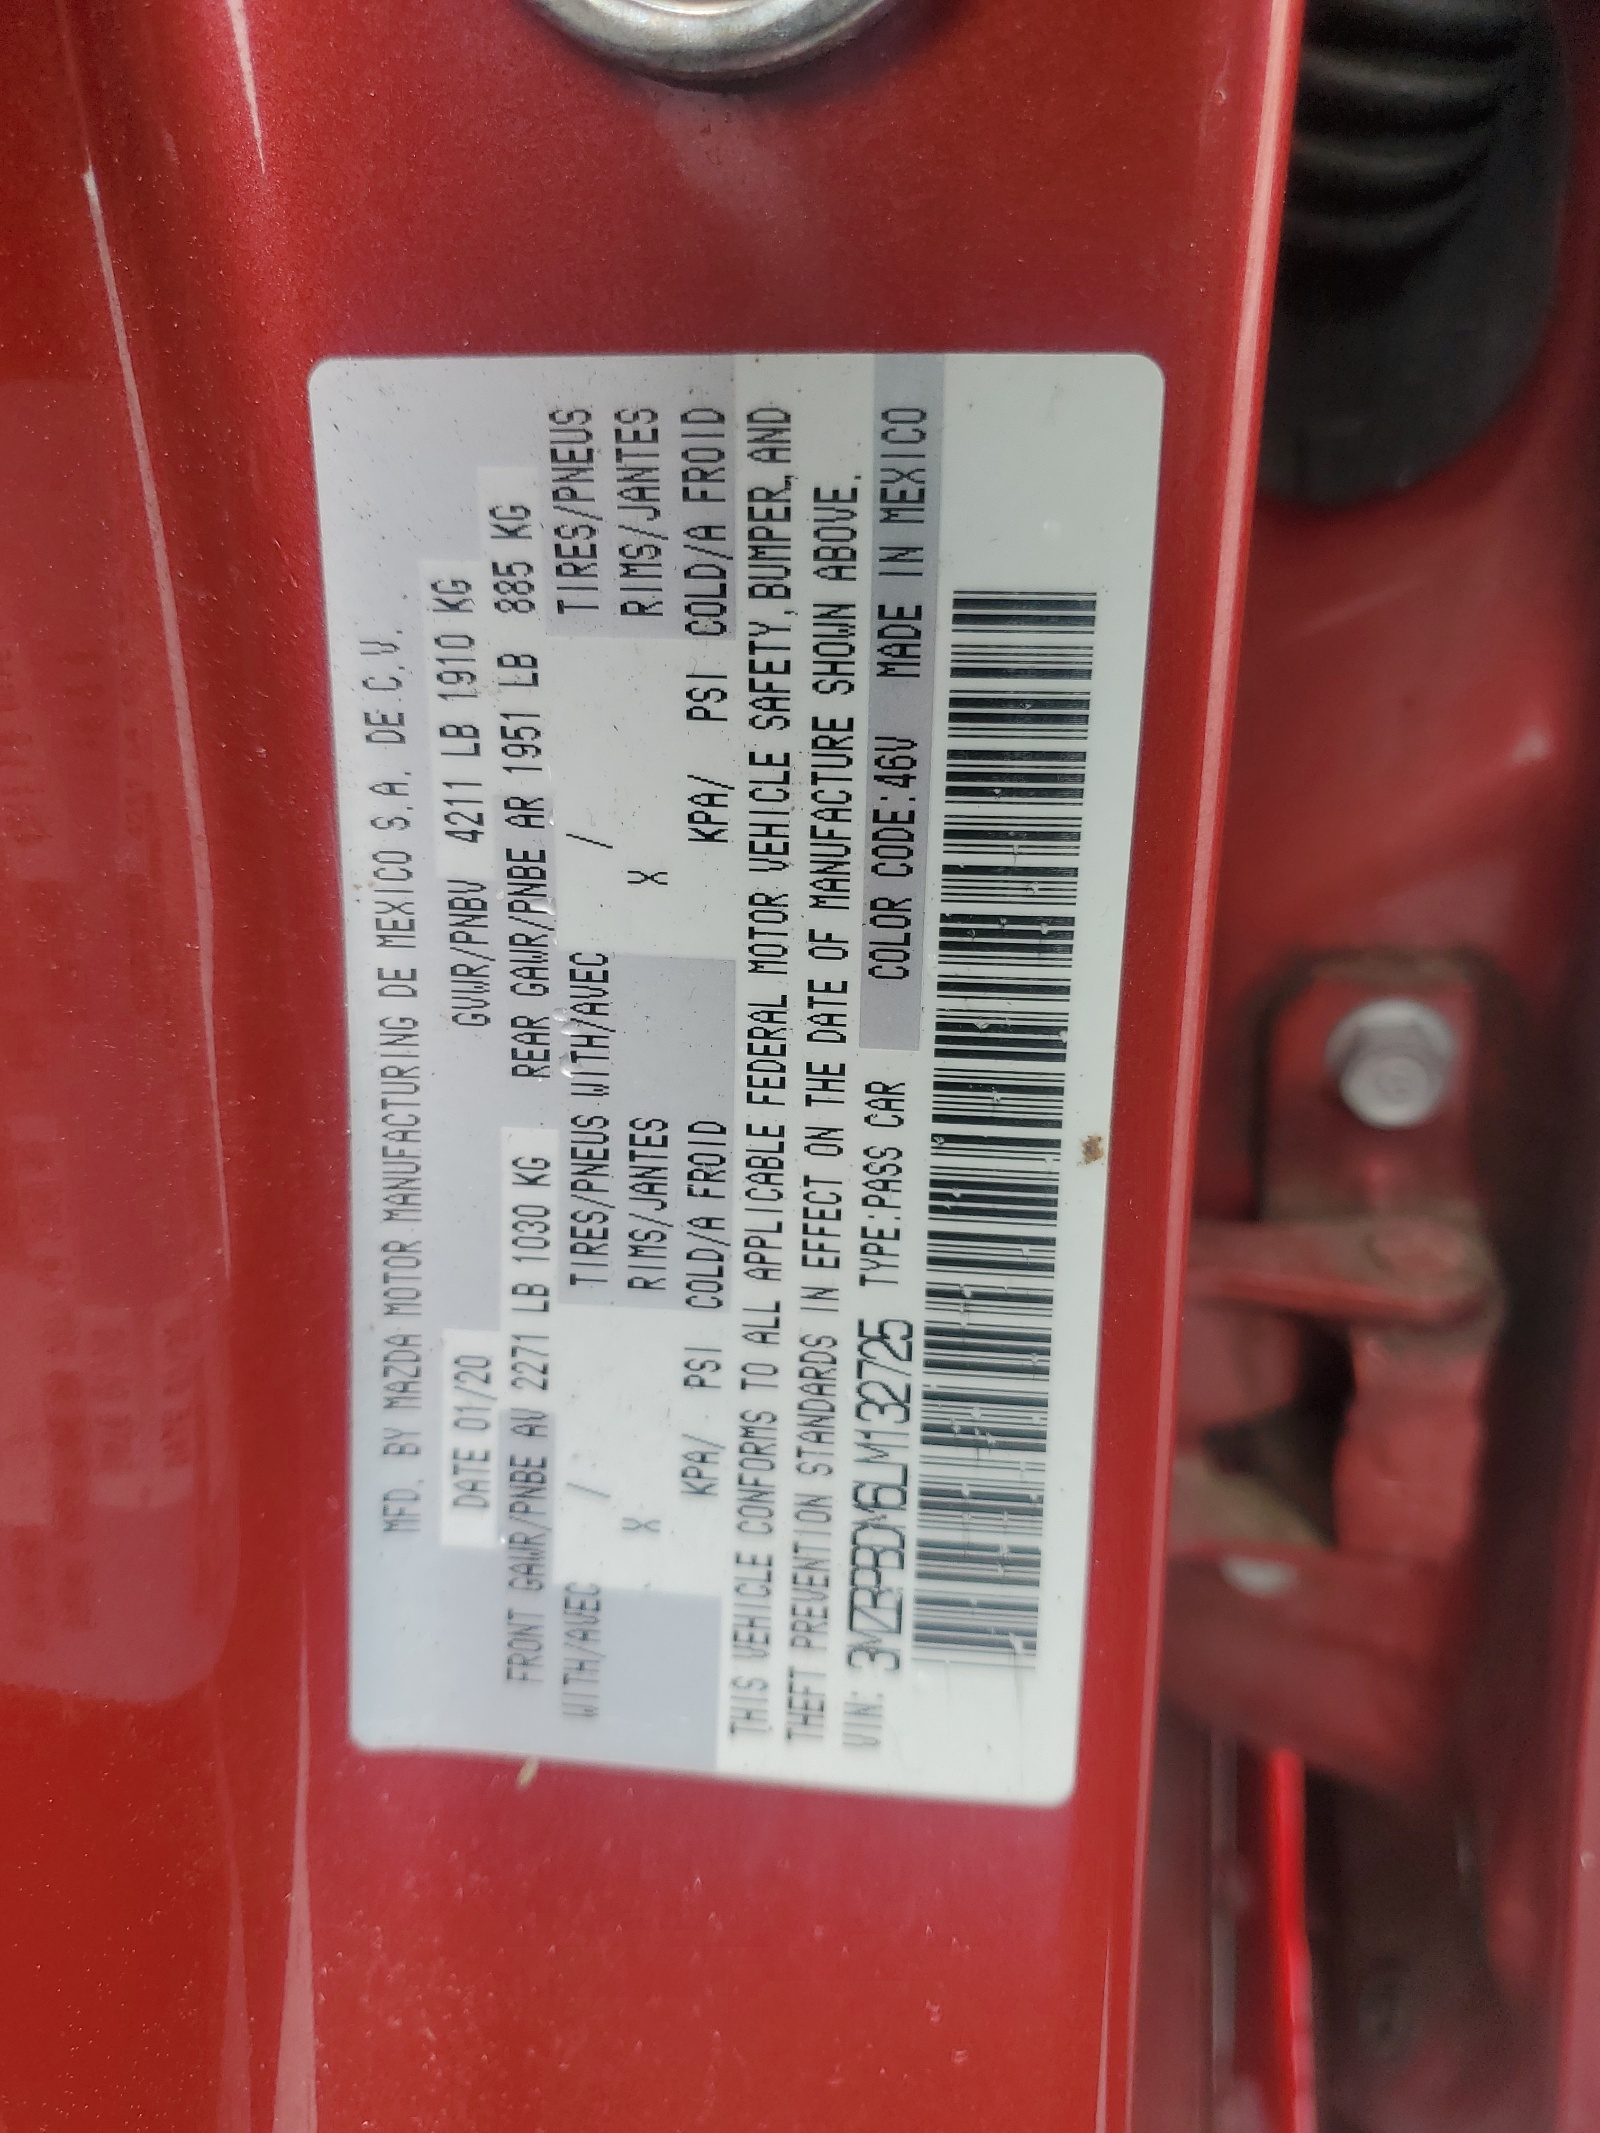 MFD. BY MAZDA MOTOR MANUFACTURING DE MEXICO S.A. DE C.V.
DATE 01/20 GVWR/PNBV 4211 LB 1910 KG
FRONT GAWR/PNBE AV 2271 LB 1030 KG REAR GAWR/PNBE AR 1951 LB 885 KG
WITH/AVEC / TIRES/PNEUS WITH/AVEC / TIRES/PNEUS
X RIMS/JANTES X RIMS/JANTES
KPA/ PSI COLD/A FROID KPA/ PSI COLD/A FROID
THIS VEHICLE CONFORMS TO ALL APPLICABLE FEDERAL MOTOR VEHICLE SAFETY, BUMPER, AND
THEFT PREVENTION STANDARDS IN EFFECT ON THE DATE OF MANUFACTURE SHOWN ABOVE.
VIN: 3MZBPBDM6LM132725 TYPE:PASS CAR COLOR CODE:46V MADE IN MEXICO